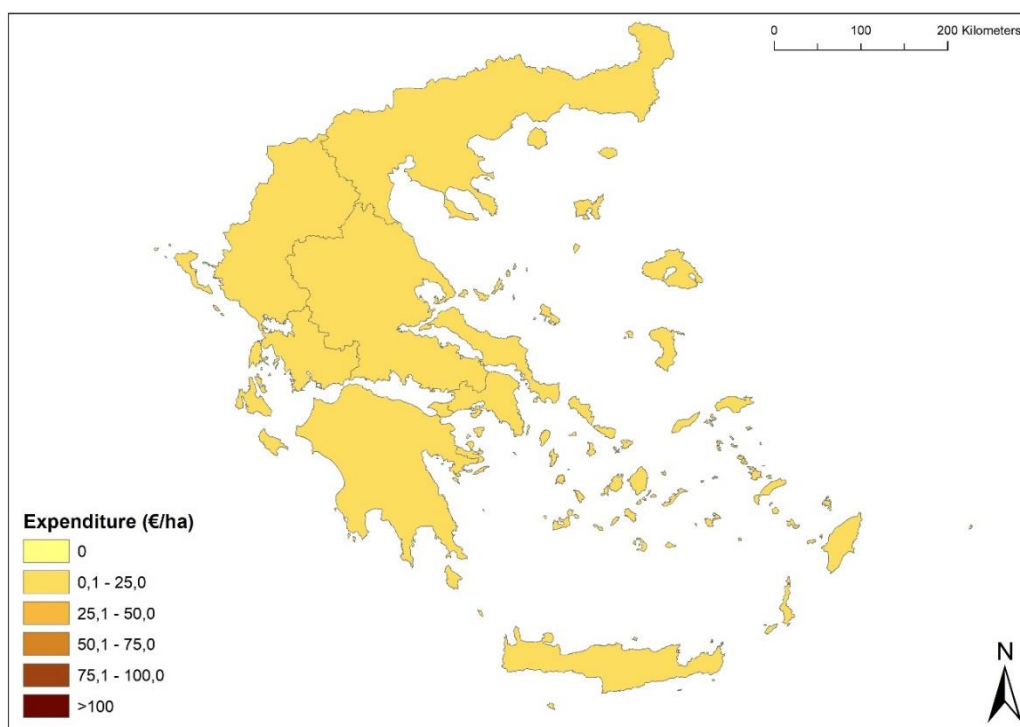 0 100 200 Kilometers
Expenditure (€/ha)
0
0,1 - 25,0
25,1 - 50,0
50,1 - 75,0
75,1 - 100,0
>100
N